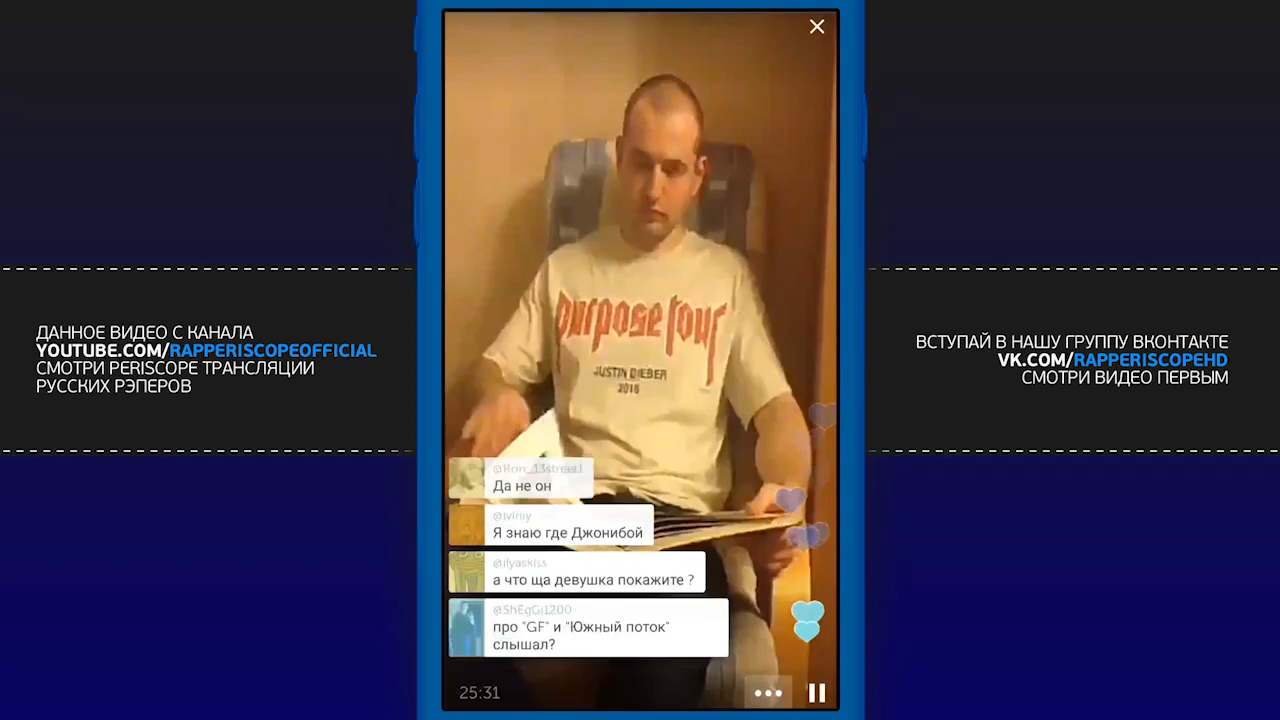 ДАННОЕ ВИДЕО С КАНАЛА
YOUTUBE.COM/RAPPERISCOPEOFFICIAL
СМОТРИ PERISCOPE ТРАНСЛЯЦИИ
РУССКИХ РЭПЕРОВ
purpose tour
JUSTIN BIEBER
2016
Да не он
Я знаю где Джонибой
@ilyaskiss
а что ща девушка покажите ?
@ShEgGi1200
про "GF" и "Южный поток"
слышал?
25:31
ВСТУПАЙ В НАШУ ГРУППУ ВКОНТАКТЕ
VK.COM/RAPPERISCOPEHD
СМОТРИ ВИДЕО ПЕРВЫМ